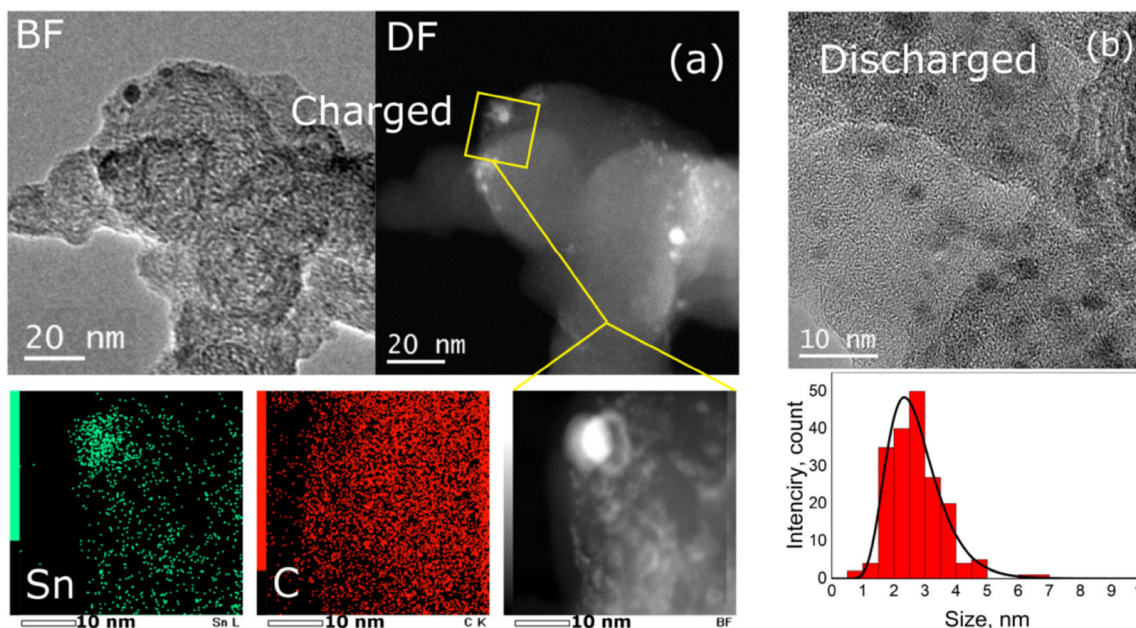 BF
DF
(a)
Charged
20 nm
20 nm
Sn
10 nm
Sn L
C
10 nm
C K
10 nm
BF
(b)
Discharged
10 nm
Intenciry, count
50
40
30
20
10
0
0 1 2 3 4 5 6 7 8 9
Size, nm